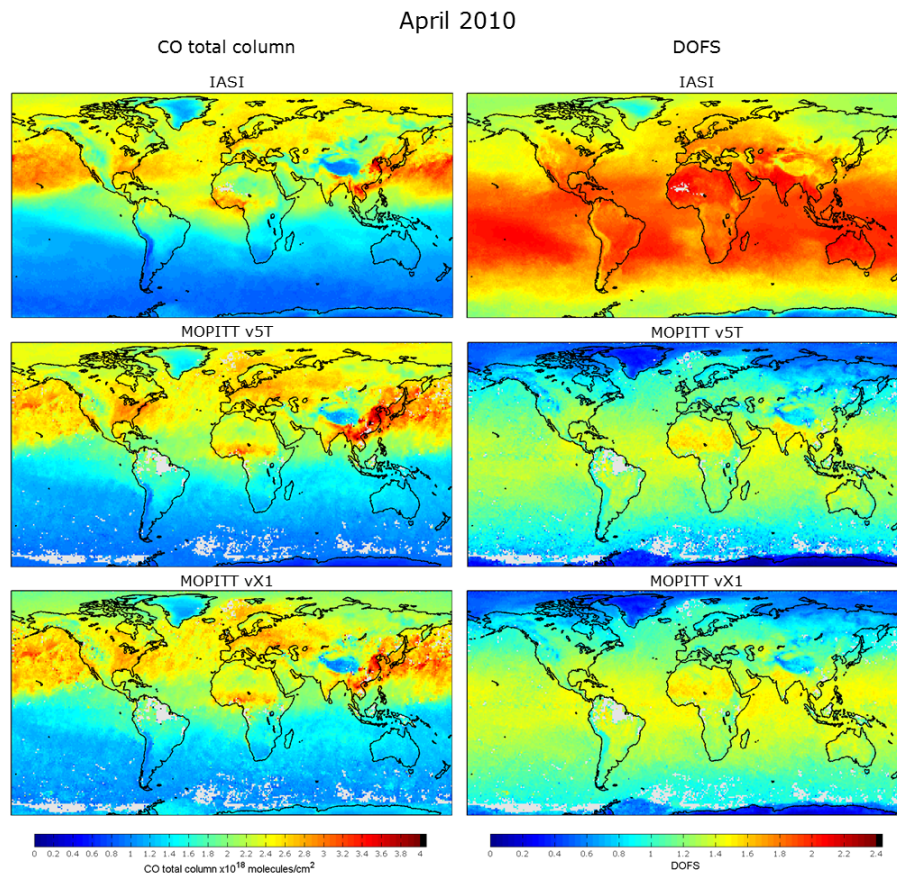 April 2010
CO total column
DOFS
IASI
IASI
MOPITT v5T
MOPITT v5T
MOPITT vX1
MOPITT vX1
0 0.2 0.4 0.6 0.8 1 1.2 1.4 1.6 1.8 2 2.2 2.4 2.6 2.8 3 3.2 3.4 3.6 3.8 4
CO total column x10^18 molecules/cm^2
0 0.2 0.4 0.6 0.8 1 1.2 1.4 1.6 1.8 2 2.2 2.4
DOFS